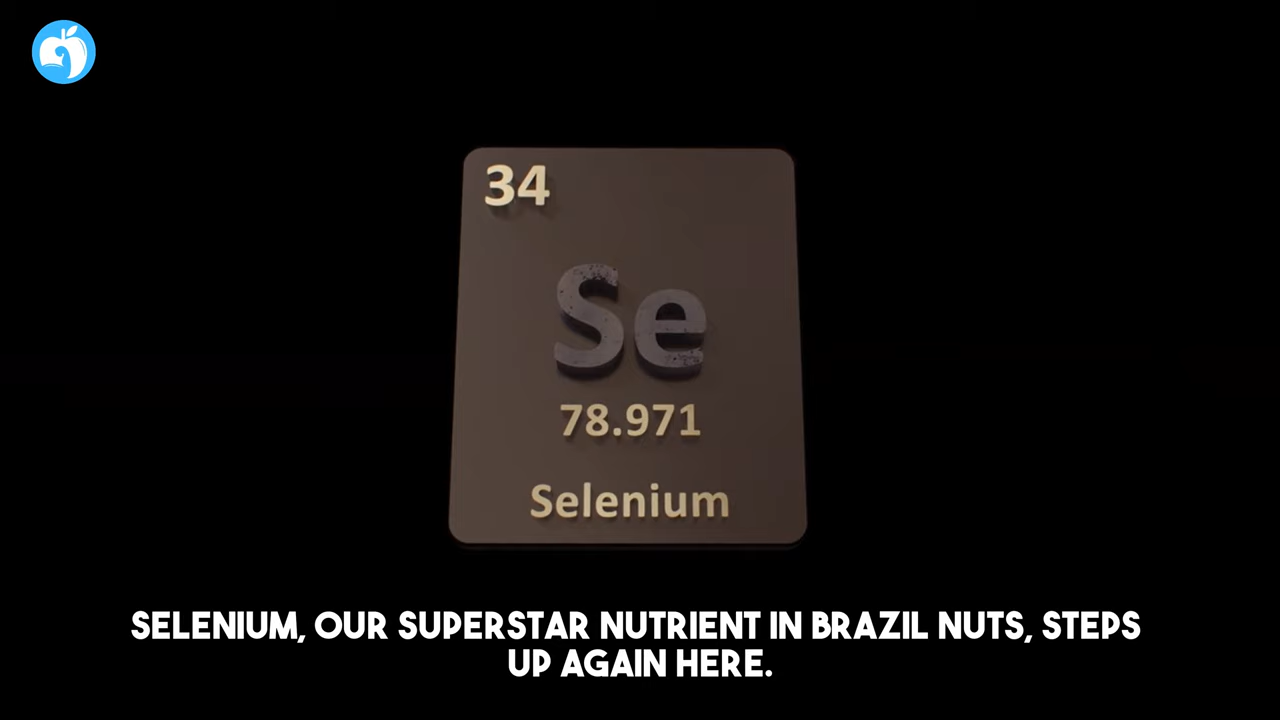 34
Se
78.971
Selenium
SELENIUM, OUR SUPERSTAR NUTRIENT IN BRAZIL NUTS, STEPS
UP AGAIN HERE.